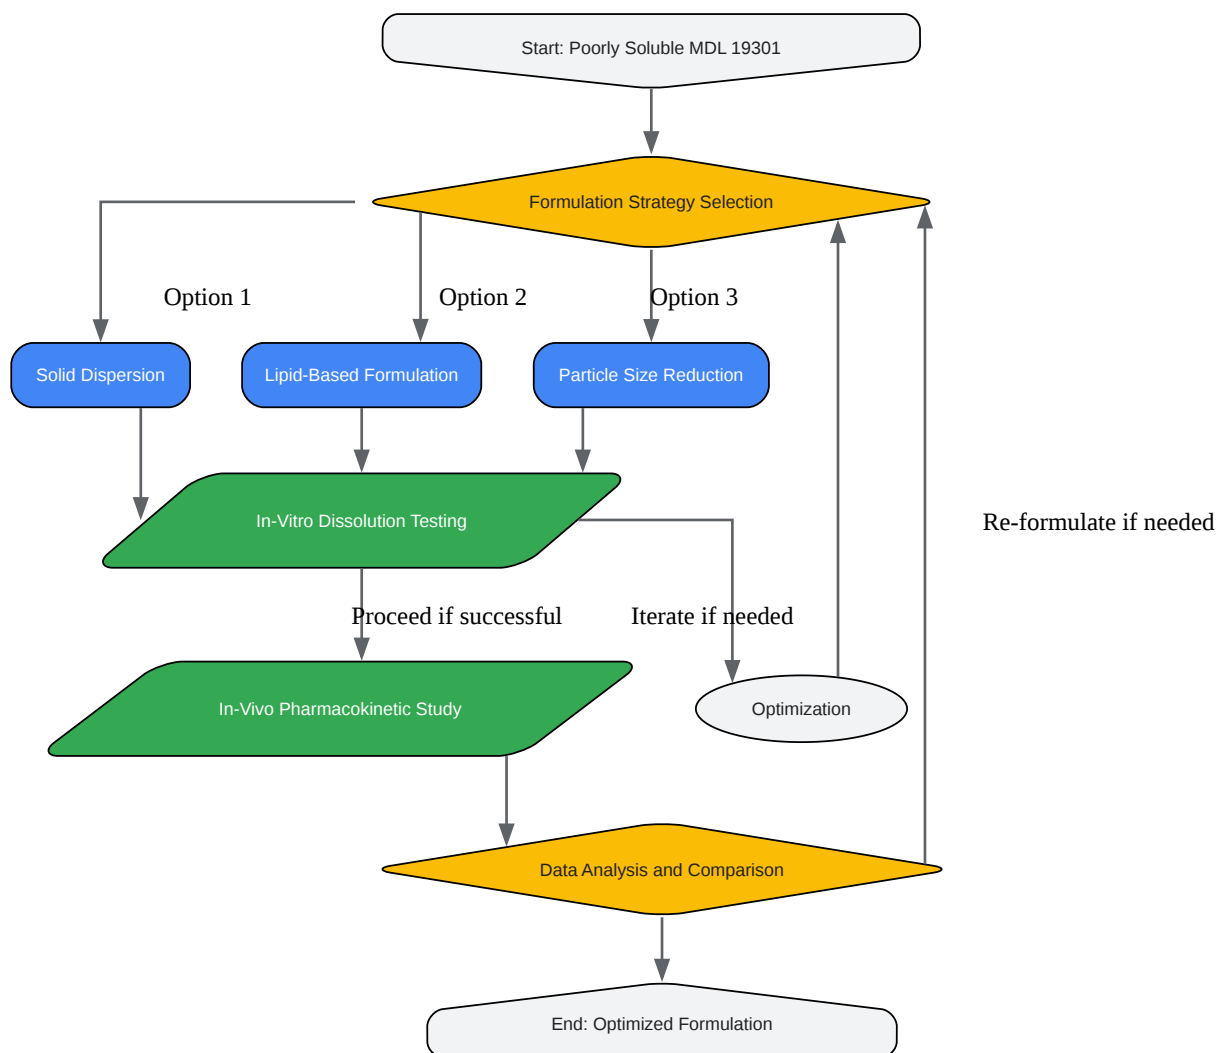 Start: Poorly Soluble MDL 19301
Formulation Strategy Selection
Option 1
Option 2
Option 3
Solid Dispersion
Lipid-Based Formulation
Particle Size Reduction
In-Vitro Dissolution Testing
Re-formulate if needed
Proceed if successful
Iterate if needed
In-Vivo Pharmacokinetic Study
Optimization
Data Analysis and Comparison
End: Optimized Formulation